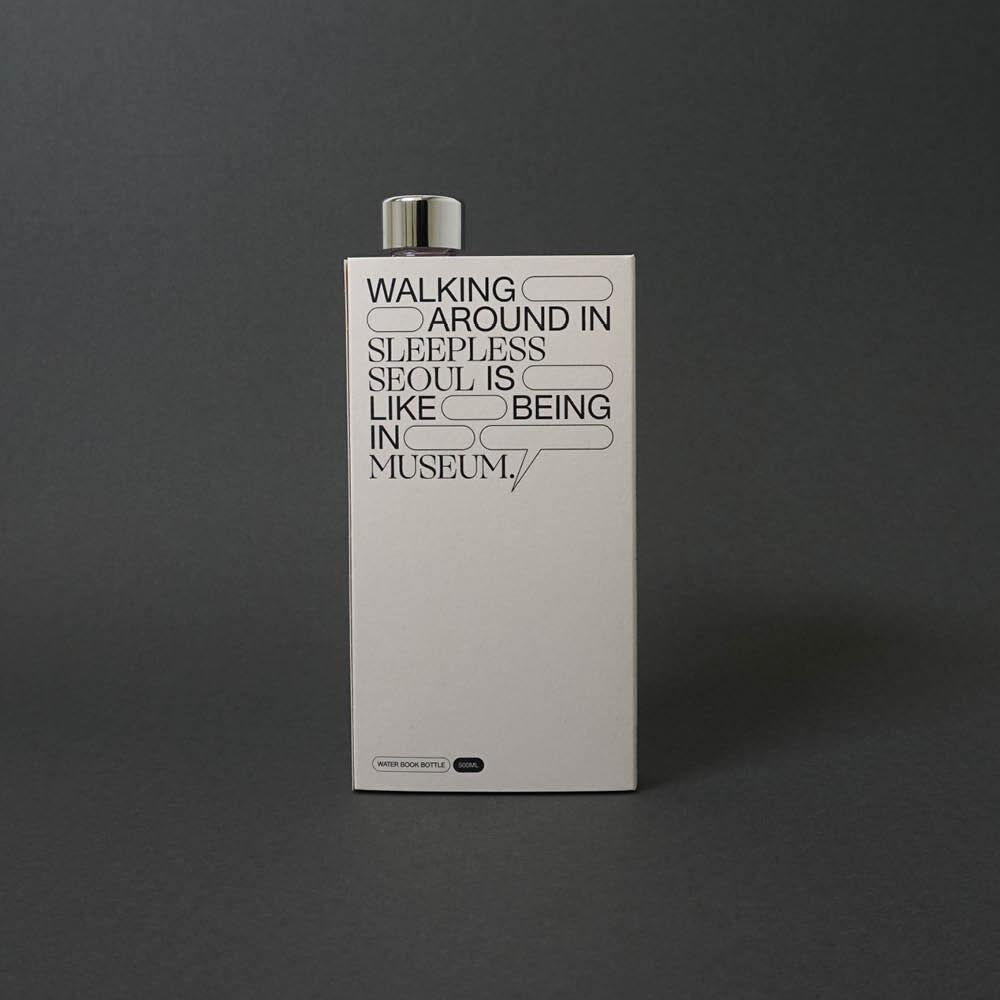 WALKING
AROUND IN
SLEEPLESS
SEOUL IS
LIKE BEING
IN
MUSEUM.
WATER BOOK BOTTLE 500ML